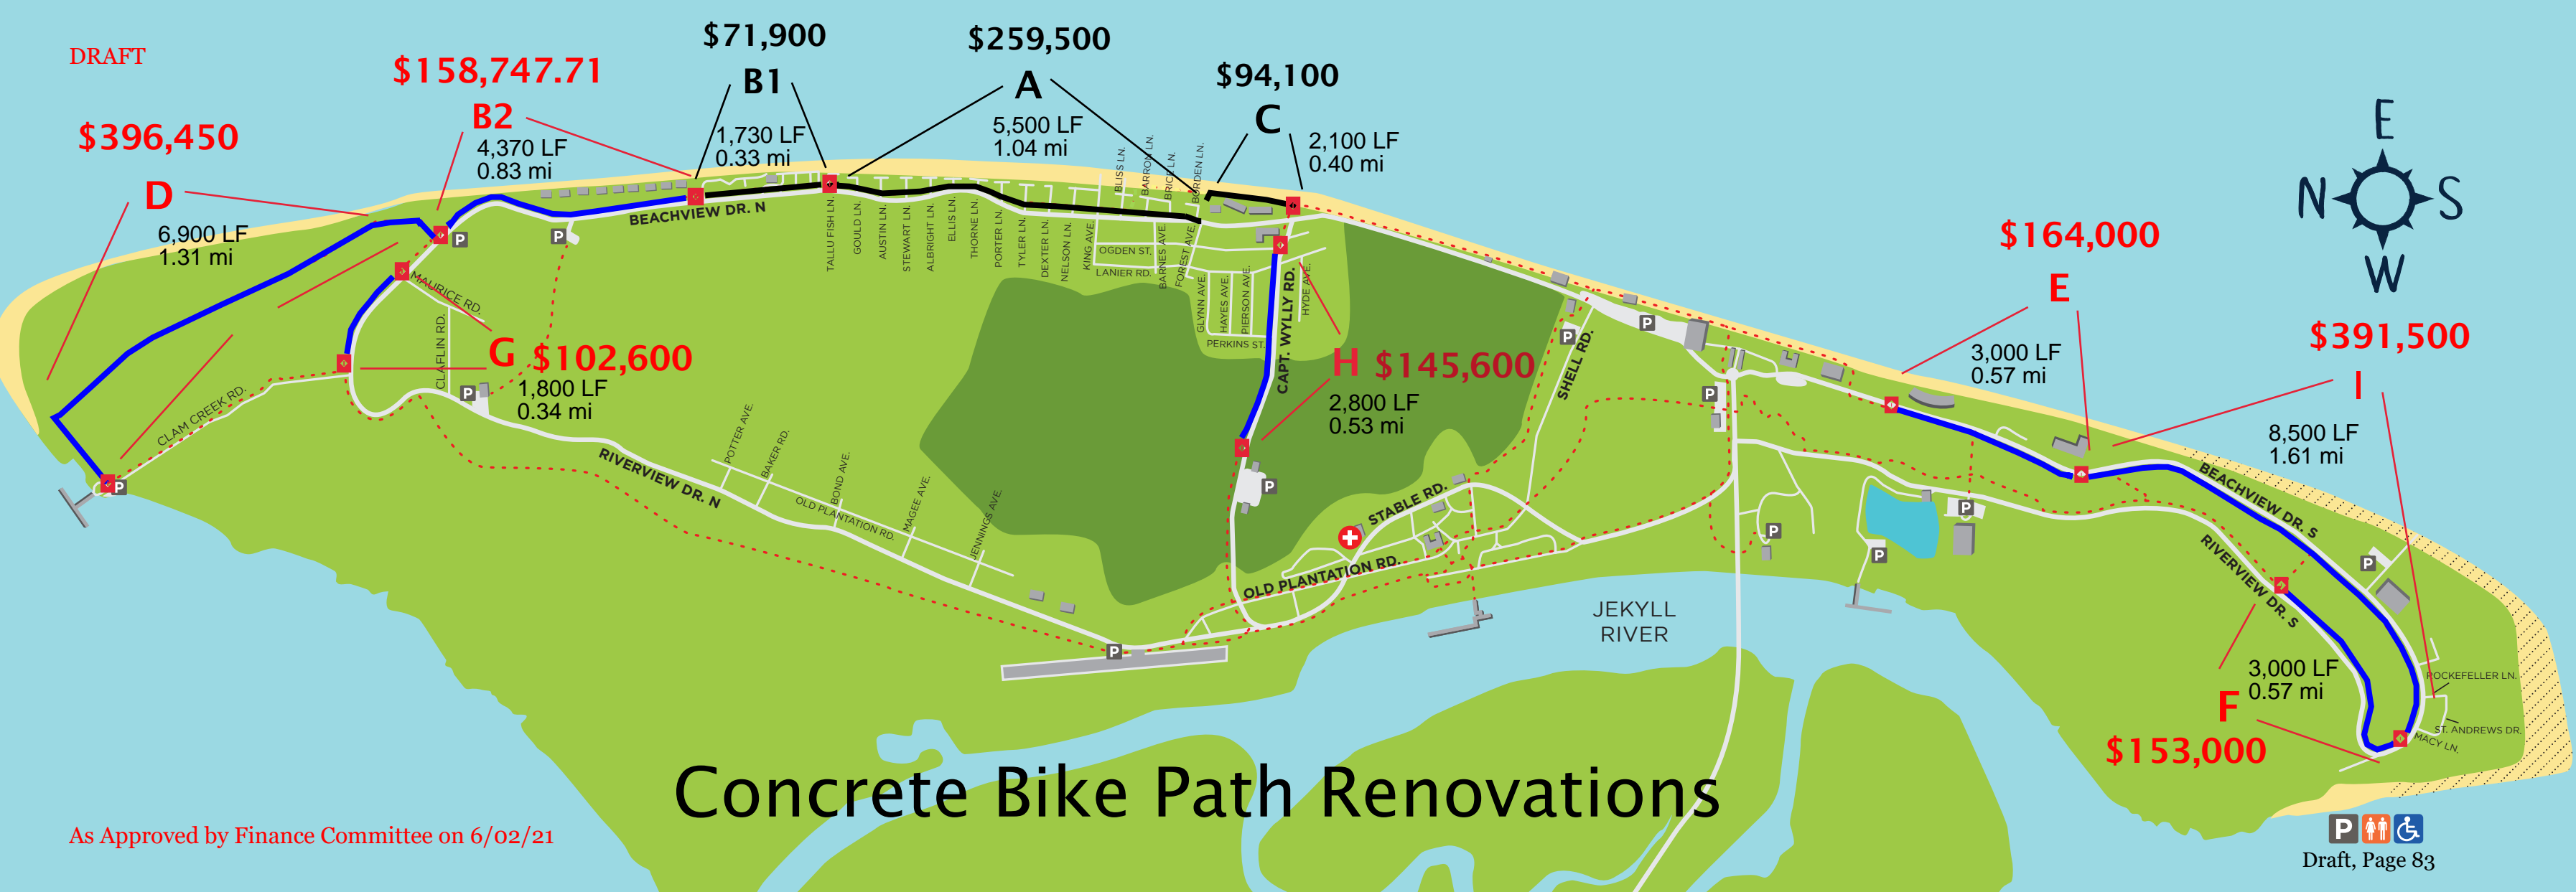 DRAFT
$396,450
D
6,900 LF
1.31 mi
$158,747.71
B2
4,370 LF
0.83 mi
$71,900
B1
1,730 LF
0.33 mi
$259,500
A
5,500 LF
1.04 mi
$94,100
C
2,100 LF
0.40 mi
E
N
S
W
$164,000
E
3,000 LF
0.57 mi
$391,500
I
8,500 LF
1.61 mi
BEACHVIEW DR. N
TALLU FISH LN.
GOULD LN.
AUSTIN LN.
STEWART LN.
ALBRIGHT LN.
ELLIS LN.
THORNE LN.
PORTER LN.
TYLER LN.
DEXTER LN.
NELSON LN.
KING AVE.
BLISS LN.
BARRON LN.
BRICE LN.
BORDEN LN.
OGDEN ST.
LANIER RD.
BARNES AVE.
FOREST AVE.
GLYNN AVE.
HAYES AVE.
PIERSON AVE.
PERKINS ST.
CAPT. WYLLY RD.
HYDE AVE.
P
P
MAURICE RD.
CLAFLIN RD.
G $102,600
1,800 LF
0.34 mi
P
CLAM CREEK RD.
P
H $145,600
2,800 LF
0.53 mi
P
SHELL RD.
P
P
P
RIVERVIEW DR. N
POTTER AVE.
BAKER RD.
BOND AVE.
OLD PLANTATION RD.
MAGEE AVE.
JENNINGS AVE.
P
STABLE RD.
OLD PLANTATION RD.
JEKYLL
RIVER
P
P
P
P
BEACHVIEW DR. S
RIVERVIEW DR. S
3,000 LF
0.57 mi
F
$153,000
ROCKEFELLER LN.
ST. ANDREWS DR.
MACY LN.
Concrete Bike Path Renovations
As Approved by Finance Committee on 6/02/21
P
Draft, Page 83